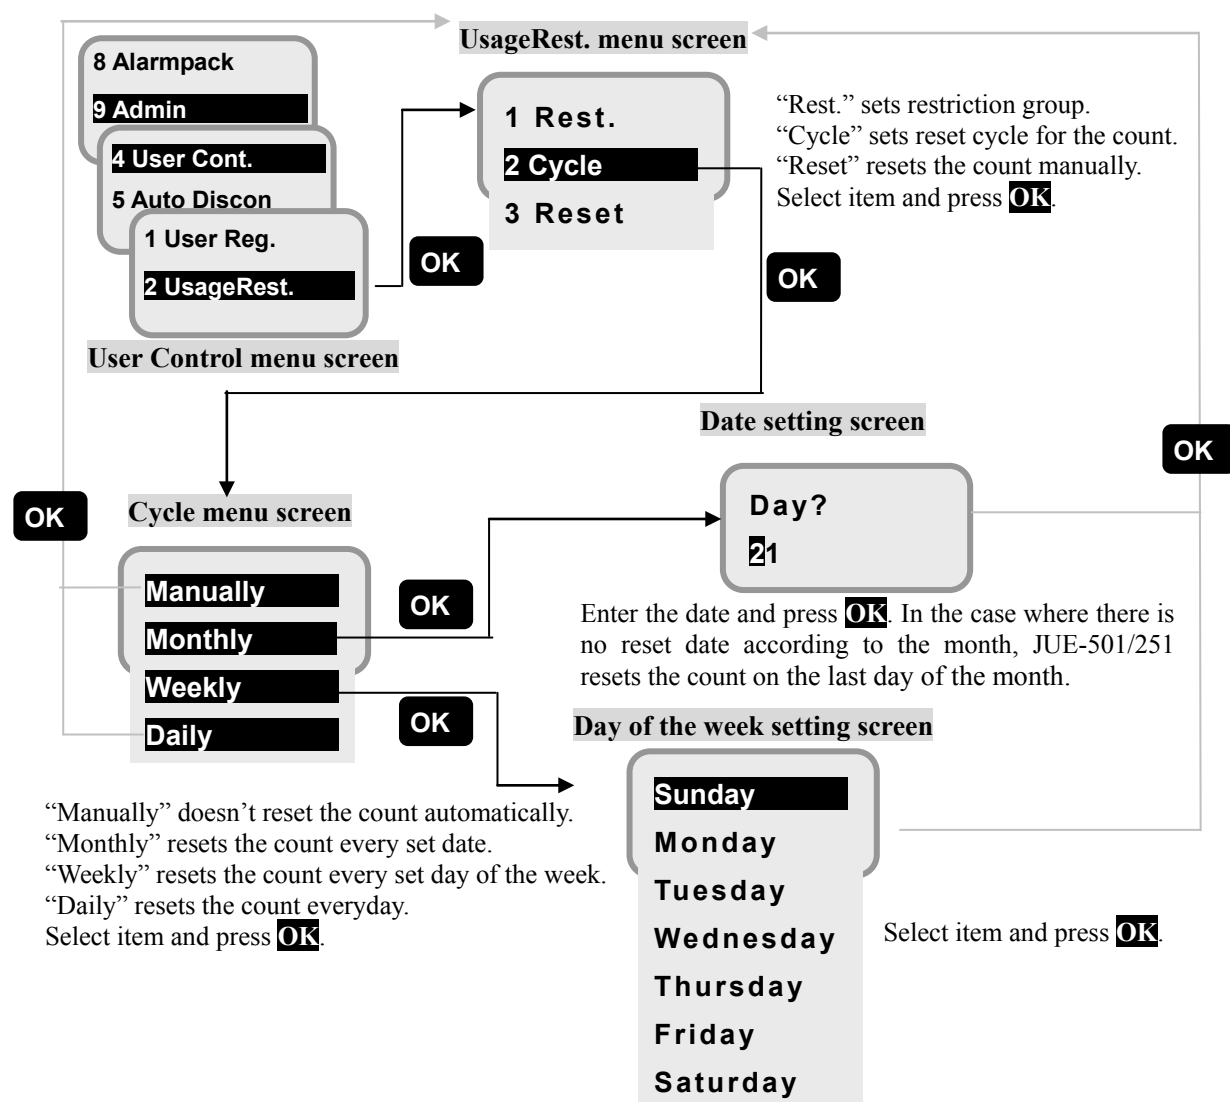 UsageRest. menu screen
8 Alarmpack
9 Admin
4 User Cont.
5 Auto Discon
1 User Reg.
2 UsageRest.
User Control menu screen
OK
1 Rest.
2 Cycle
3 Reset
“Rest.” sets restriction group.
“Cycle” sets reset cycle for the count.
“Reset” resets the count manually.
Select item and press OK.
OK
Date setting screen
OK
OK
Cycle menu screen
Manually
Monthly
Weekly
Daily
OK
OK
Day?
21
Enter the date and press OK. In the case where there is
no reset date according to the month, JUE-501/251
resets the count on the last day of the month.
Day of the week setting screen
“Manually” doesn’t reset the count automatically.
“Monthly” resets the count every set date.
“Weekly” resets the count every set day of the week.
“Daily” resets the count everyday.
Select item and press OK.
Sunday
Monday
Tuesday
Wednesday
Thursday
Friday
Saturday
Select item and press OK.